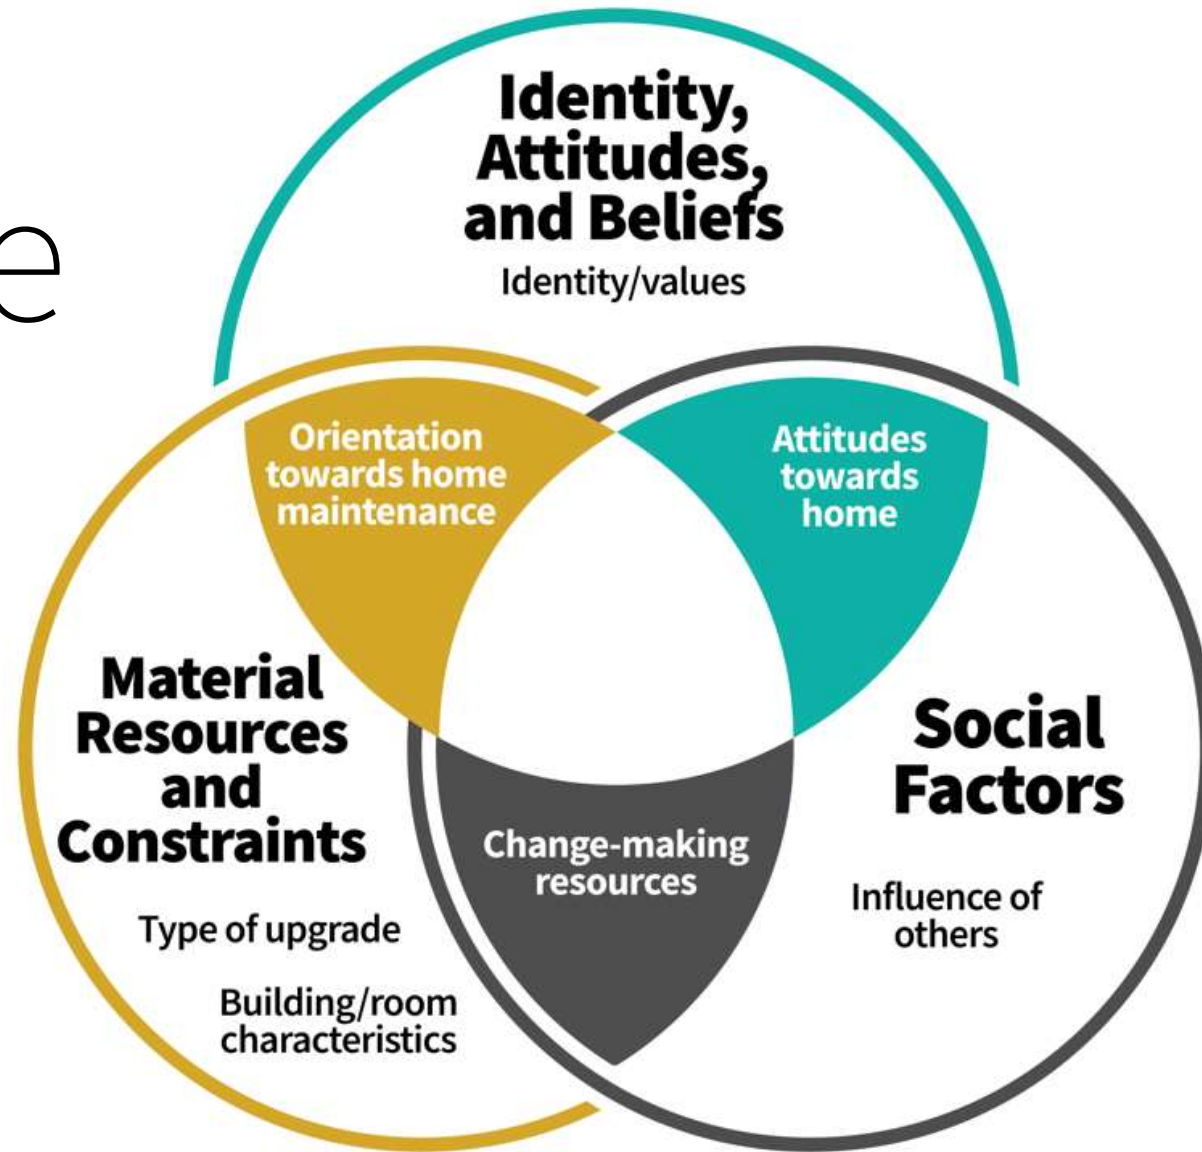 Identity,
Attitudes,
and Beliefs
Identity/values
e
Orientation
towards home
maintenance
Attitudes
towards
home
Material
Resources
and
Constraints
Type of upgrade
Building/room
characteristics
Change-making
resources
Social
Factors
Influence of
others